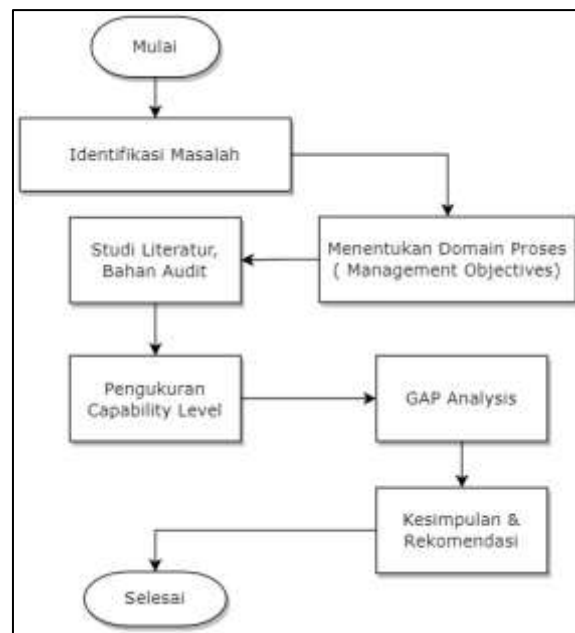 Mulai
Identifikasi Masalah
Menentukan Domain Proses
( Management Objectives)
Studi Literatur,
Bahan Audit
Pengukuran
Capability Level
GAP Analysis
Kesimpulan &
Rekomendasi
Selesai